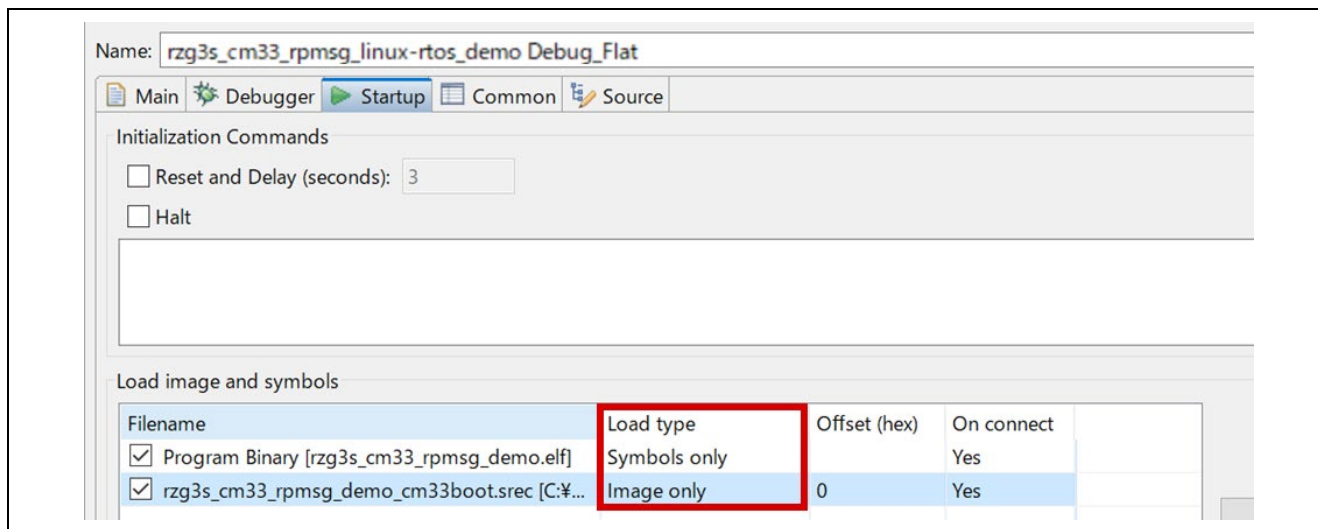 Name: rzg3s_cm33_rpmsg_linux-rtos_demo Debug_Flat
Main Debugger Startup Common Source
Initialization Commands
Reset and Delay (seconds): 3
Halt
Load image and symbols
Filename Load type Offset (hex) On connect
Program Binary [rzg3s_cm33_rpmsg_demo.elf] Symbols only Yes
rzg3s_cm33_rpmsg_demo_cm33boot.srec [C:¥... Image only 0 Yes